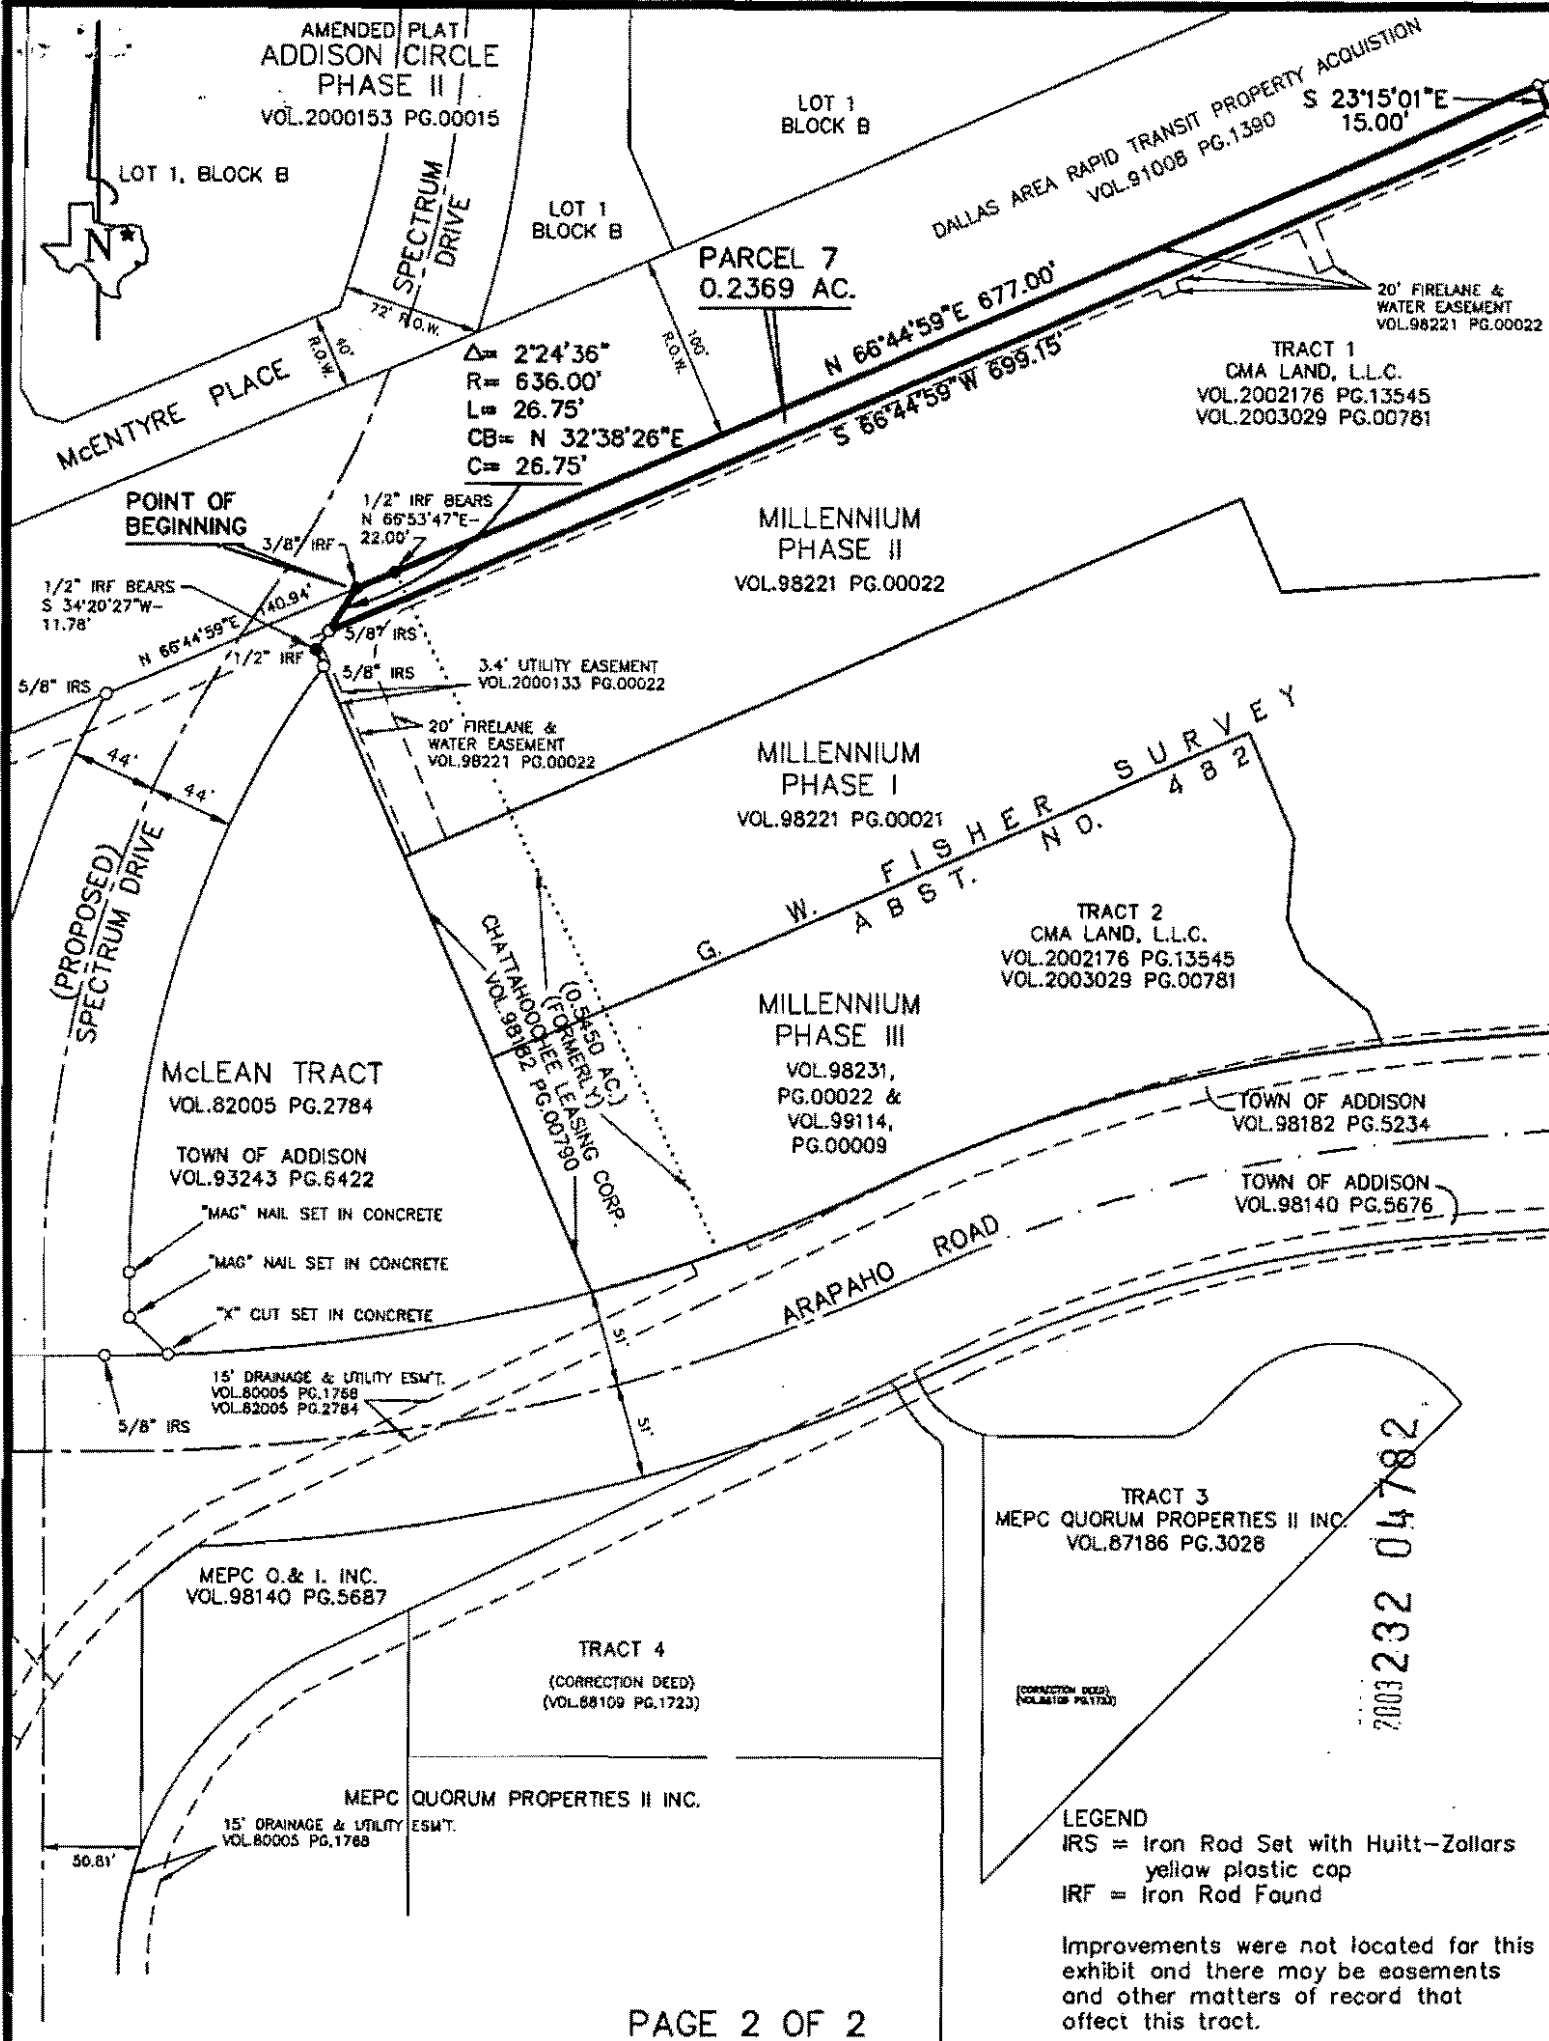 AMENDED PLAT
ADDISON CIRCLE
PHASE II
VOL.2000153 PG.00015
LOT 1, BLOCK B
N
SPECTRUM
DRIVE
LOT 1
BLOCK B
LOT 1
BLOCK B
DALLAS AREA RAPID TRANSIT PROPERTY ACQUISTION
VOL.91008 PG.1390
S 23°15'01"E
15.00'
PARCEL 7
0.2369 AC.
72' R.O.W.
40'
R.O.W.
100'
R.O.W.
McENTYRE PLACE
Δ= 2°24'36"
R= 636.00'
L= 26.75'
CB= N 32°38'26"E
C= 26.75'
N 66°44'59"E 677.00'
S 66°44'59"W 699.15'
20' FIRELANE &
WATER EASEMENT
VOL.98221 PG.00022
TRACT 1
CMA LAND, L.L.C.
VOL.2002176 PG.13545
VOL.2003029 PG.00781
POINT OF
BEGINNING
3/8" IRF
1/2" IRF BEARS
N 66°53'47"E-
22.00'
MILLENNIUM
PHASE II
VOL.98221 PG.00022
1/2" IRF BEARS
S 34°20'27"W-
11.78'
N 66°44'59"E 140.94'
5/8" IRS
1/2" IRF
5/8" IRS
5/8" IRS
3.4' UTILITY EASEMENT
VOL.2000133 PG.00022
20' FIRELANE &
WATER EASEMENT
VOL.98221 PG.00022
44'
44'
(PROPOSED)
SPECTRUM DRIVE
MILLENNIUM
PHASE I
VOL.98221 PG.00021
G. W. FISHER SURVEY
ABST. NO. 482
TRACT 2
CMA LAND, L.L.C.
VOL.2002176 PG.13545
VOL.2003029 PG.00781
(0.5450 AC.)
(FORMERLY)
CHATTAHOOCHEE LEASING CORP.
VOL.98182 PG.00790
MILLENNIUM
PHASE III
VOL.98231,
PG.00022 &
VOL.99114,
PG.00009
McLEAN TRACT
VOL.82005 PG.2784
TOWN OF ADDISON
VOL.93243 PG.6422
TOWN OF ADDISON
VOL.98182 PG.5234
TOWN OF ADDISON
VOL.98140 PG.5676
"MAG" NAIL SET IN CONCRETE
"MAG" NAIL SET IN CONCRETE
"X" CUT SET IN CONCRETE
ARAPAHO ROAD
51'
51'
15' DRAINAGE & UTILITY ESM'T.
VOL.80005 PG.1768
VOL.82005 PG.2784
5/8" IRS
TRACT 3
MEPC QUORUM PROPERTIES II INC.
VOL.87186 PG.3028
2003232 04782
MEPC Q.& I. INC.
VOL.98140 PG.5687
TRACT 4
(CORRECTION DEED)
(VOL.88109 PG.1723)
(CORRECTION DEED)
(VOL.88109 PG.1723)
MEPC QUORUM PROPERTIES II INC.
15' DRAINAGE & UTILITY ESM'T.
VOL.80005 PG.1768
50.81'
LEGEND
IRS = Iron Rod Set with Huitt-Zollars
yellow plastic cap
IRF = Iron Rod Found
Improvements were not located for this
exhibit and there may be easements
and other matters of record that
affect this tract.
PAGE 2 OF 2